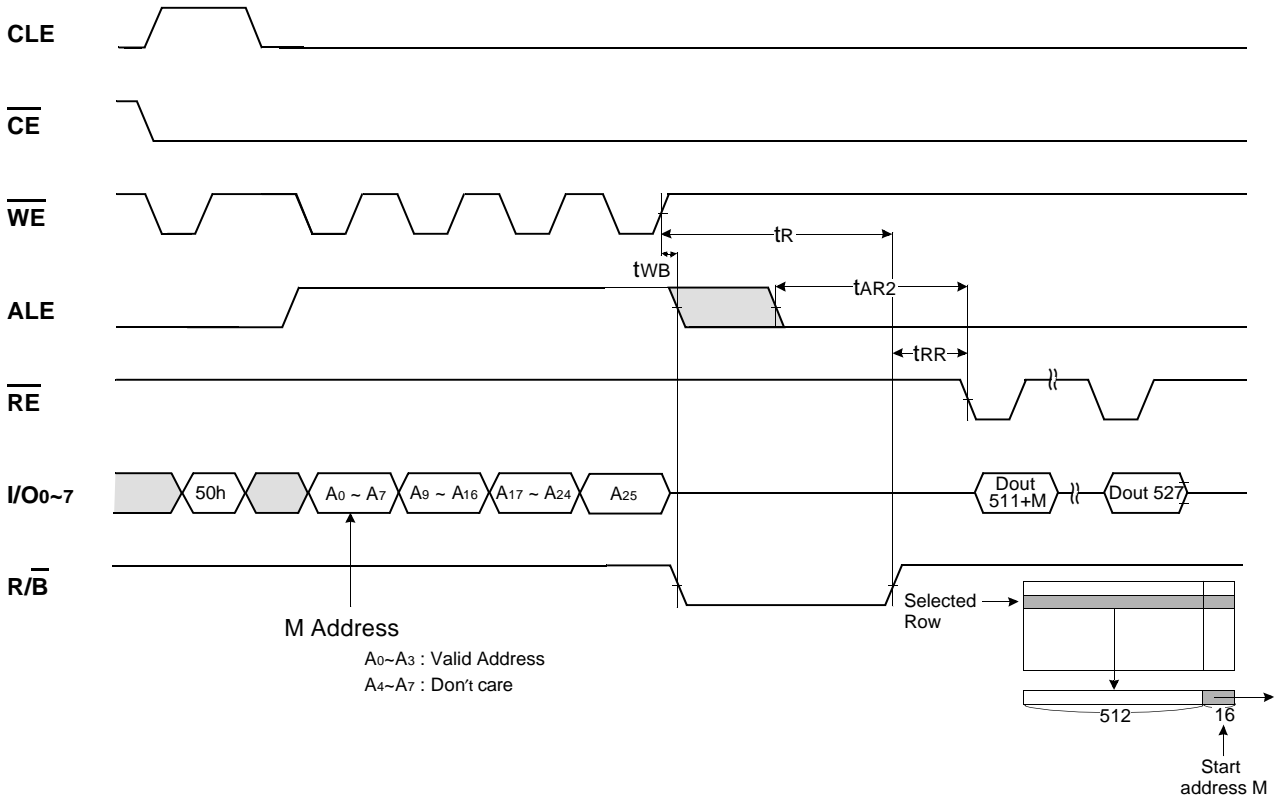 CLE
CE
WE
tR
tWB
ALE
tAR2
tRR
RE
I/O0~7
50h
A0 ~ A7
A9 ~ A16
A17 ~ A24
A25
Dout
511+M
Dout 527
R/B
Selected
Row
M Address
A0~A3 : Valid Address
A4~A7 : Don't care
512
16
Start
address M